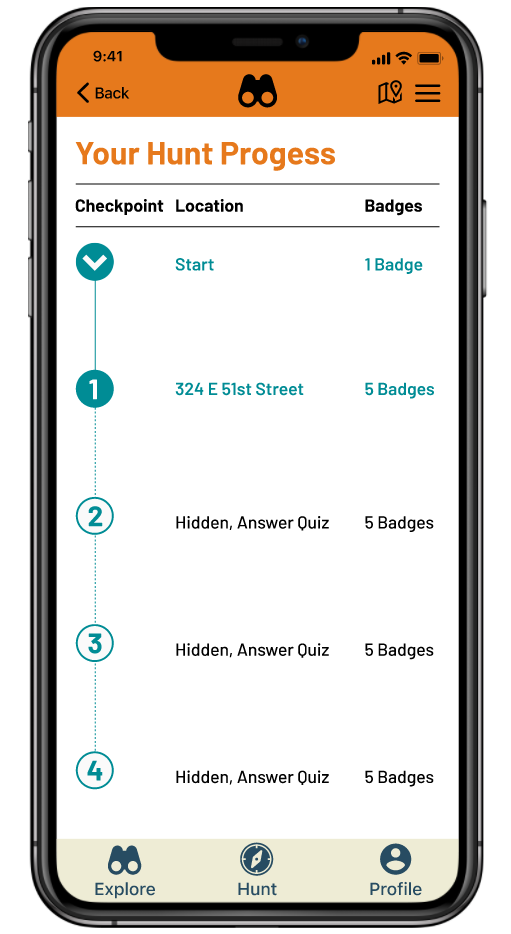 9:41
Back
Your Hunt Progess
Checkpoint Location Badges
Start 1 Badge
1 324 E 51st Street 5 Badges
2 Hidden, Answer Quiz 5 Badges
3 Hidden, Answer Quiz 5 Badges
4 Hidden, Answer Quiz 5 Badges
Explore Hunt Profile